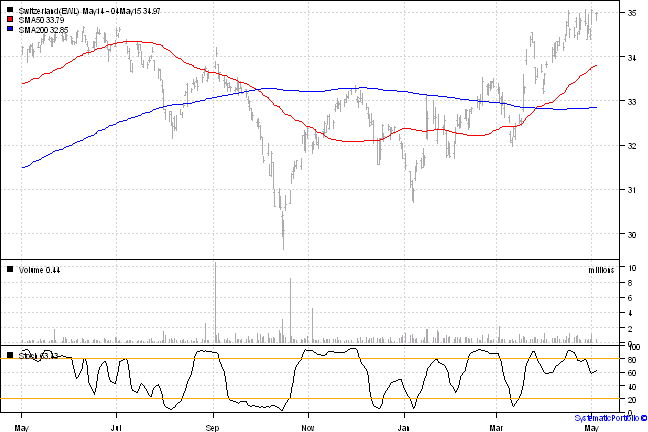 Switzerland(EWL) May14 - 04May15 34.97
SMA50 33.79
SMA200 32.85
35
34
33
32
31
30
Volume 0.44
millions
10
8
6
4
2
0
100
80
60
40
20
0
May
Jul
Sep
Nov
Jan
Mar
May
SystematicPortfolio ©